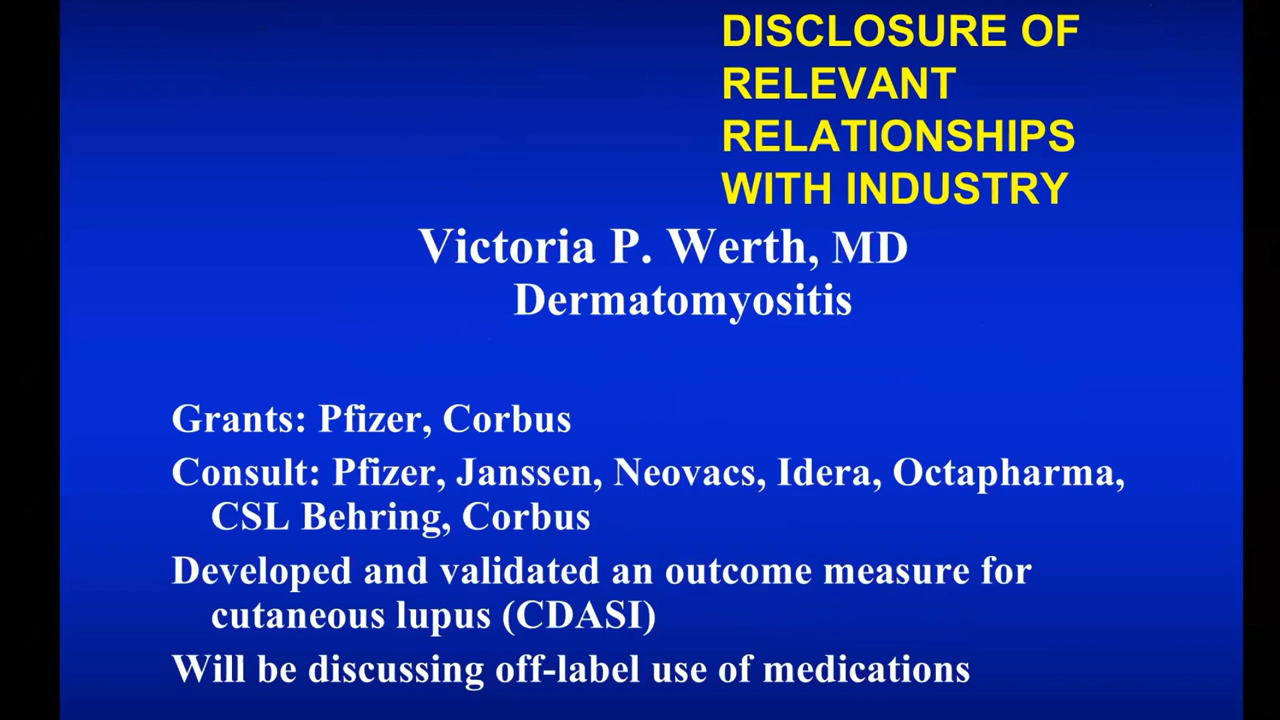 DISCLOSURE OF
RELEVANT
RELATIONSHIPS
WITH INDUSTRY
Victoria P. Werth, MD
Dermatomyositis
Grants: Pfizer, Corbus
Consult: Pfizer, Janssen, Neovacs, Idera, Octapharma,
CSL Behring, Corbus
Developed and validated an outcome measure for
cutaneous lupus (CDASI)
Will be discussing off-label use of medications